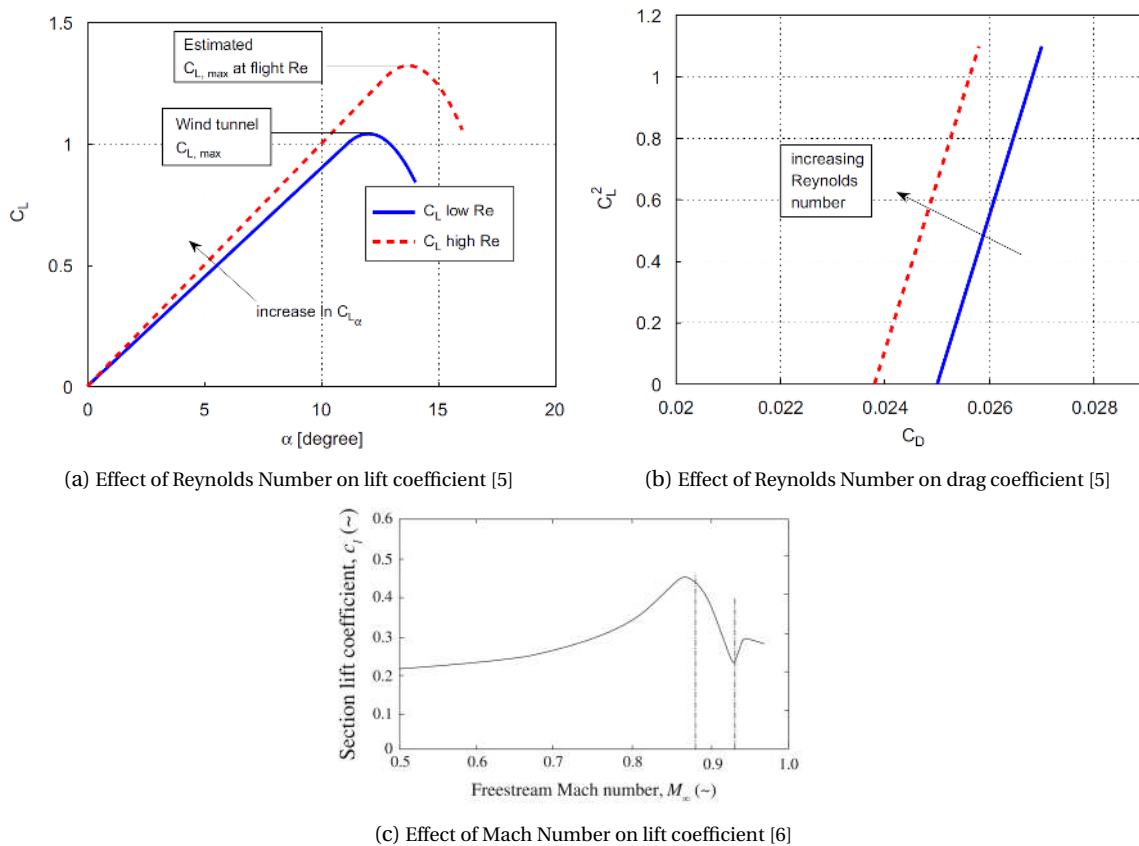 1.5
Estimated
C_L, max at flight Re
Wind tunnel
C_L, max
1
C_L
C_L low Re
C_L high Re
0.5
increase in C_Lα
0
0 5 10 15 20
α [degree]
(a) Effect of Reynolds Number on lift coefficient [5]
1.2
1
increasing
Reynolds
number
0.8
C_L^2
0.6
0.4
0.2
0
0.02 0.022 0.024 0.026 0.028
C_D
(b) Effect of Reynolds Number on drag coefficient [5]
0.6
0.5
0.4
0.3
0.2
0.1
0
Section lift coefficient, c_l (~)
0.5 0.6 0.7 0.8 0.9 1.0
Freestream Mach number, M_∞ (~)
(c) Effect of Mach Number on lift coefficient [6]